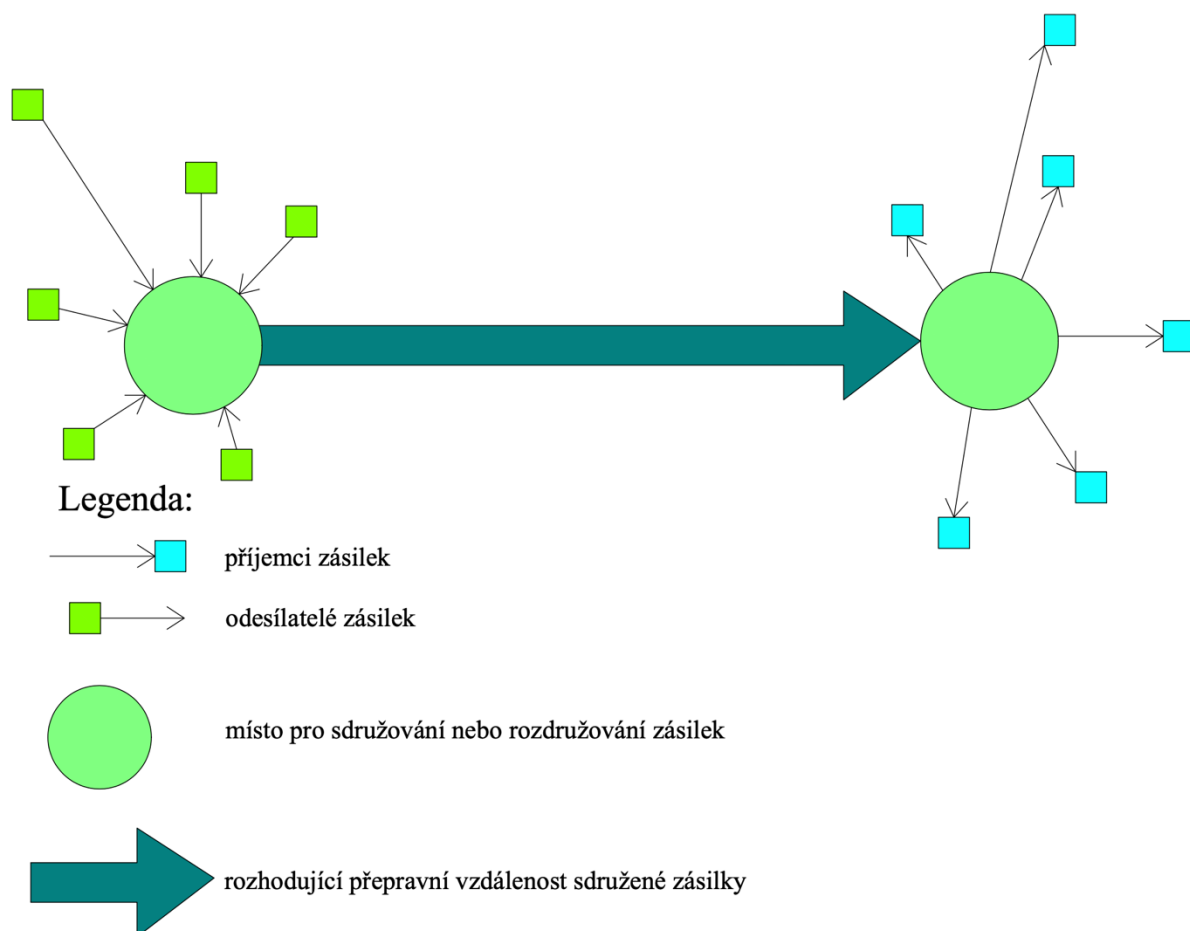 Legenda:
příjemci zásilek
odesílatelé zásilek
místo pro sdružování nebo rozdružování zásilek
rozhodující přepravní vzdálenost sdružené zásilky